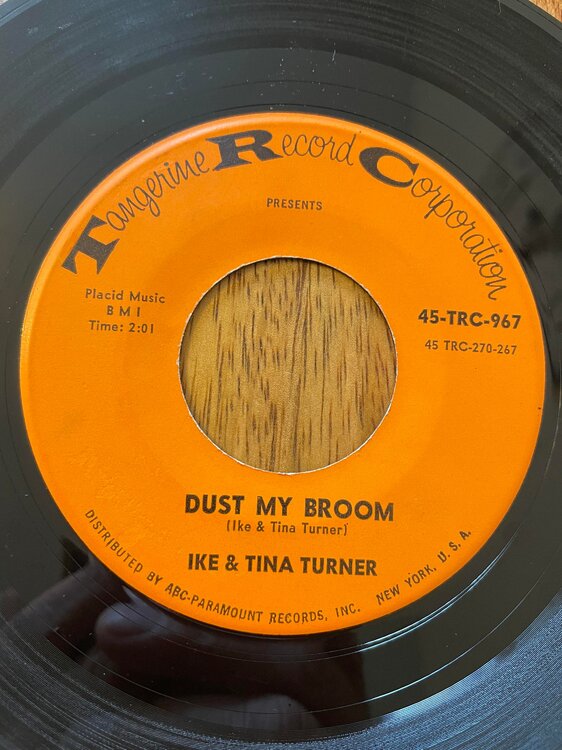 Tangerine Record Corporation
PRESENTS
Placid Music
B M I
Time: 2:01
45-TRC-967
45 TRC-270-267
DUST MY BROOM
(Ike & Tina Turner)
IKE & TINA TURNER
DISTRIBUTED BY ABC-PARAMOUNT RECORDS, INC. NEW YORK, U. S. A.